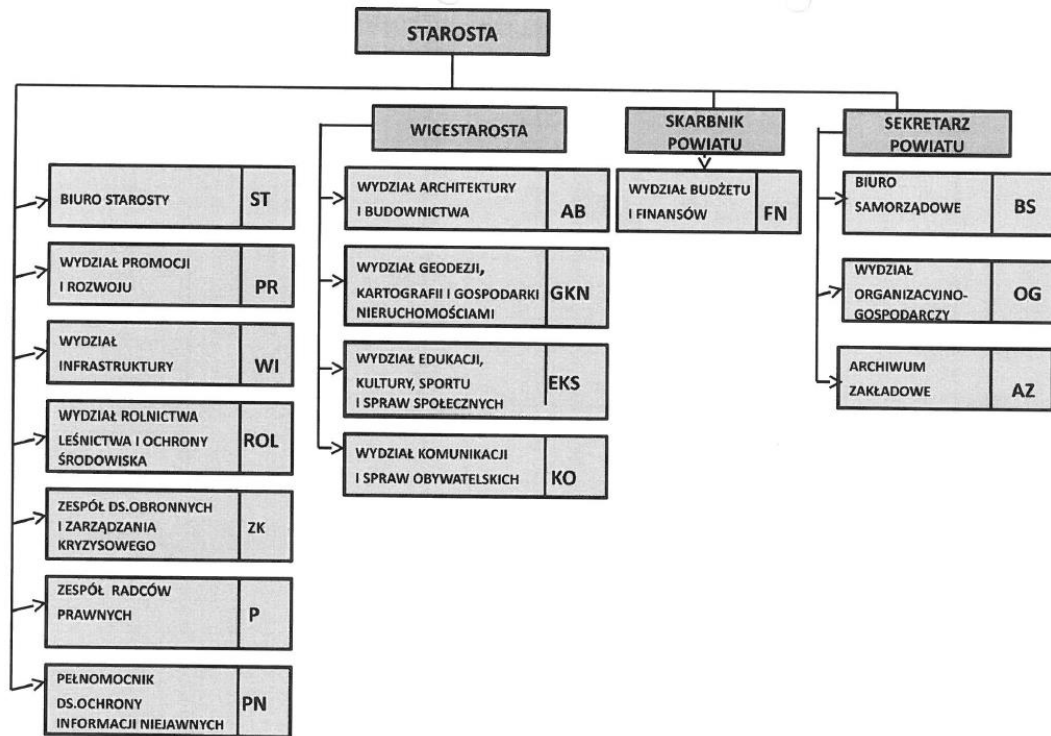 STAROSTA
WICESTAROSTA
SKARBNIK
POWIATU
SEKRETARZ
POWIATU
BIURO STAROSTY
ST
WYDZIAŁ PROMOCJI
I ROZWOJU
PR
WYDZIAŁ
INFRASTRUKTURY
WI
WYDZIAŁ ROLNICTWA
LEŚNICTWA I OCHRONY
ŚRODOWISKA
ROL
ZESPÓŁ DS.OBRONNYCH
I ZARZĄDZANIA
KRYZYSOWEGO
ZK
ZESPÓŁ RADCÓW
PRAWNYCH
P
PEŁNOMOCNIK
DS.OCHRONY
INFORMACJI NIEJAWNYCH
PN
WYDZIAŁ ARCHITEKTURY
I BUDOWNICTWA
AB
WYDZIAŁ GEODEZJI,
KARTOGRAFII I GOSPODARKI
NIERUCHOMOŚCIAMI
GKN
WYDZIAŁ EDUKACJI,
KULTURY, SPORTU
I SPRAW SPOŁECZNYCH
EKS
WYDZIAŁ KOMUNIKACJI
I SPRAW OBYWATELSKICH
KO
WYDZIAŁ BUDŻETU
I FINANSÓW
FN
BIURO
SAMORZĄDOWE
BS
WYDZIAŁ
ORGANIZACYJNO-
GOSPODARCZY
OG
ARCHIWUM
ZAKŁADOWE
AZ